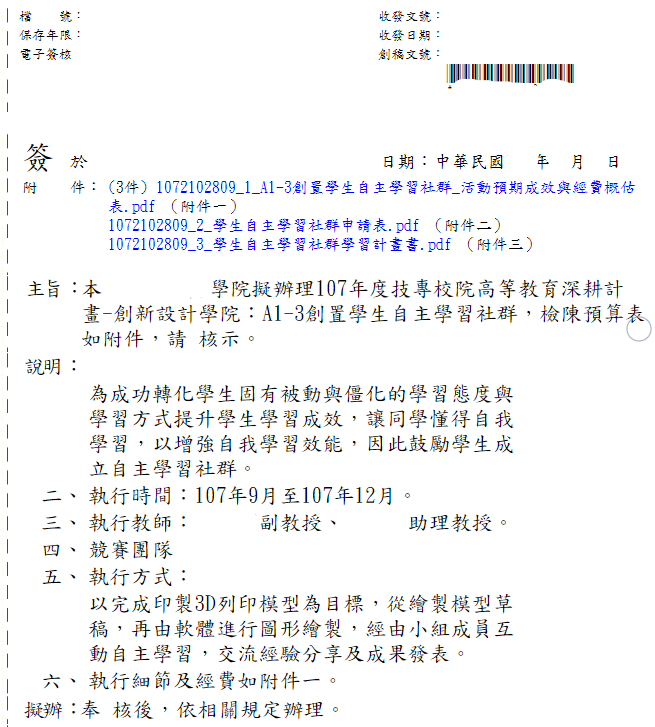 檔　　號：
保存年限：
電子簽核
收發文號：
收發日期：
創稿文號：
簽 於　　日期：中華民國　年　月　日
附　　件：(3件) 1072102809_1_A1-3創置學生自主學習社群_活動預期成效與經費概估
表.pdf （附件一）
1072102809_2_學生自主學習社群申請表.pdf （附件二）
1072102809_3_學生自主學習社群學習計畫書.pdf （附件三）
主旨：本　　　　學院擬辦理107年度技專校院高等教育深耕計
畫-創新設計學院：A1-3創置學生自主學習社群，檢陳預算表
如附件，請 核示。
說明：
為成功轉化學生固有被動與僵化的學習態度與
學習方式提升學生學習成效，讓同學懂得自我
學習，以增強自我學習效能，因此鼓勵學生成
立自主學習社群。
二、執行時間：107年9月至107年12月。
三、執行教師：　　　副教授、　　　助理教授。
四、競賽團隊
五、執行方式：
以完成印製3D列印模型為目標，從繪製模型草
稿，再由軟體進行圖形繪製，經由小組成員互
動自主學習，交流經驗分享及成果發表。
六、執行細節及經費如附件一。
擬辦：奉 核後，依相關規定辦理。